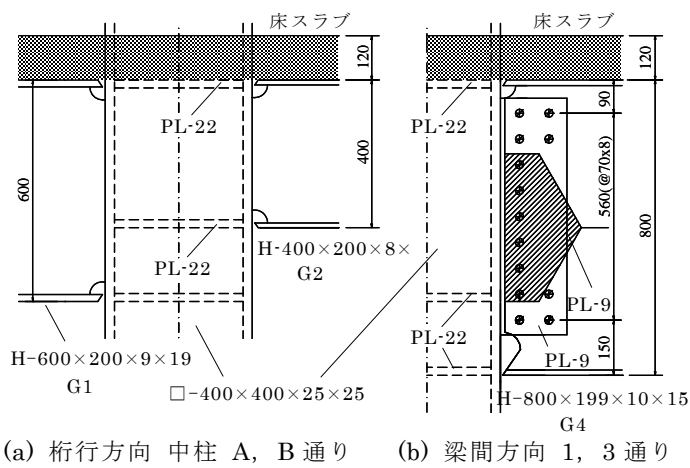 床スラブ
120
PL-22
600
400
PL-22
H-400×200×8×
G2
H-600×200×9×19
G1
□-400×400×25×25
(a) 桁行方向 中柱 A, B 通り
床スラブ
120
PL-22
90
560(@70x8)
800
PL-9
PL-22
PL-9
150
H-800×199×10×15
G4
(b) 梁間方向 1, 3 通り